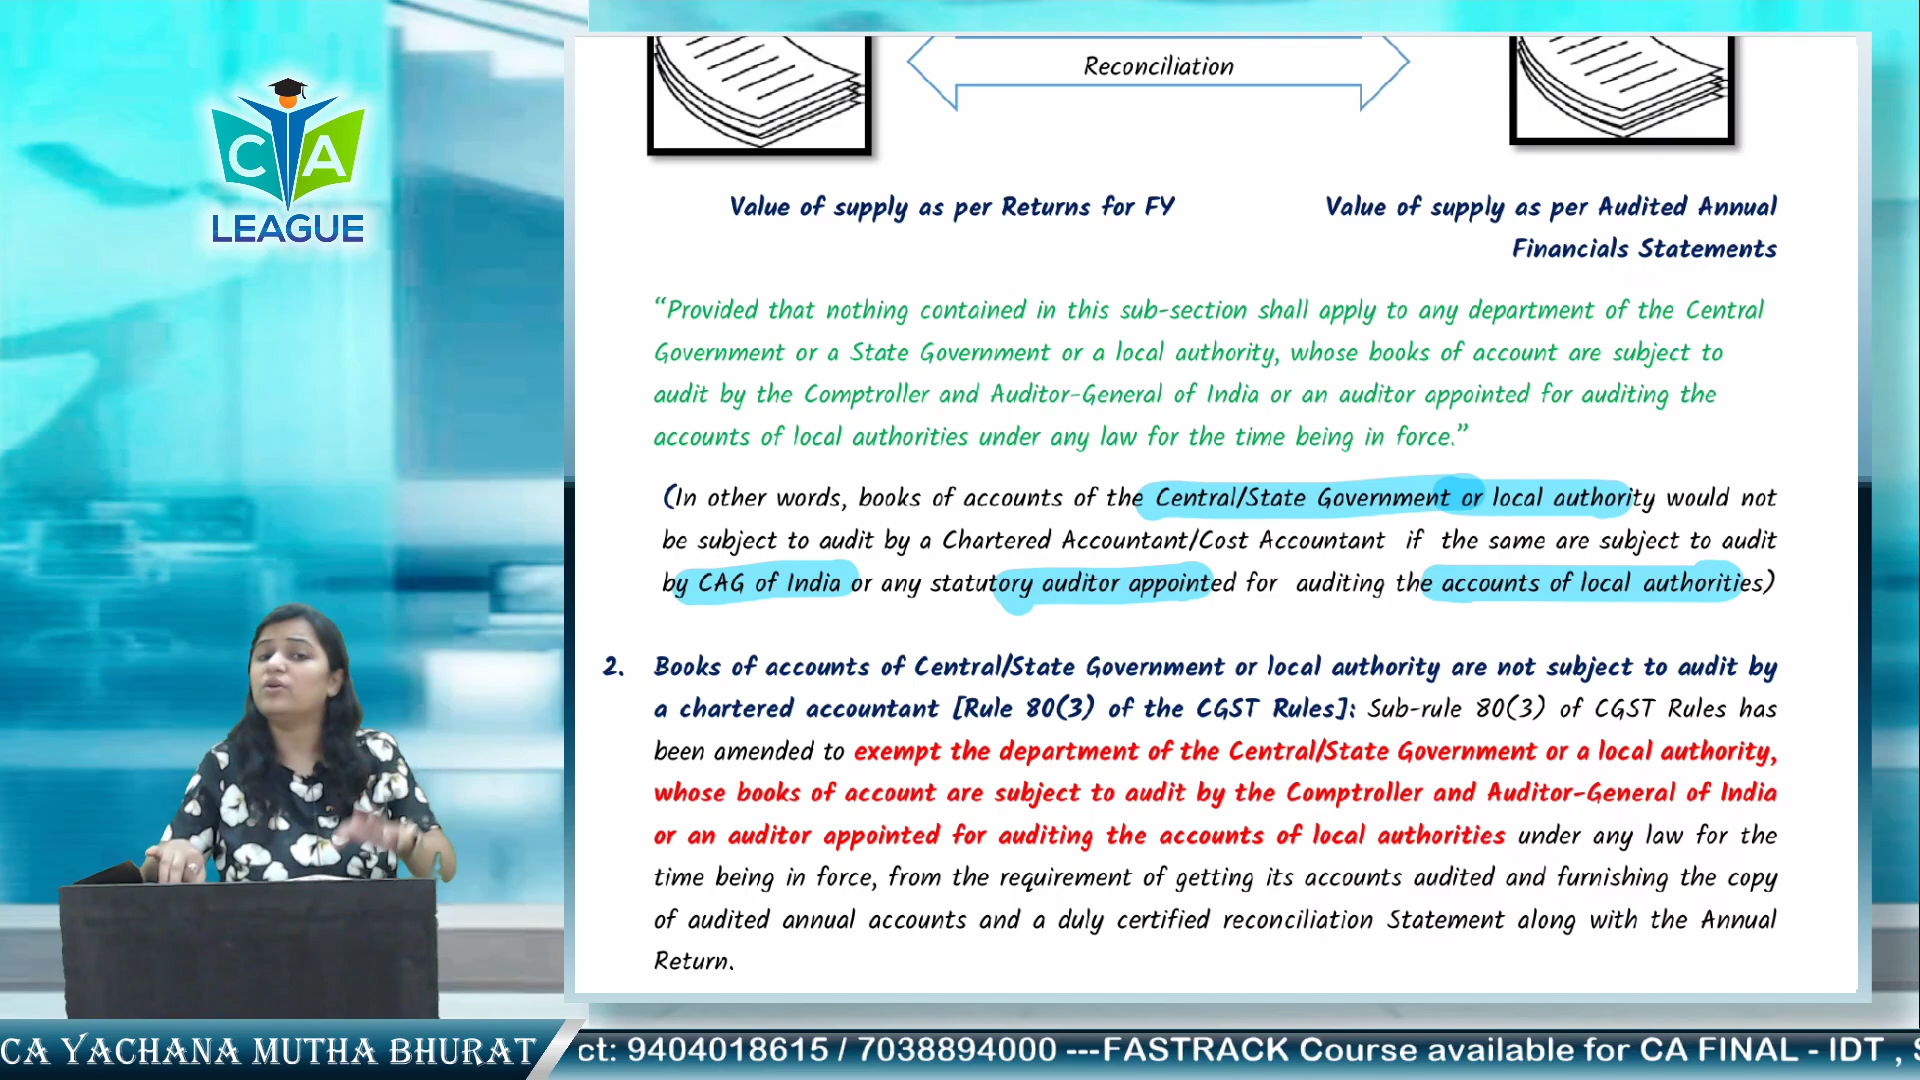 CA
LEAGUE
Reconciliation
Value of supply as per Returns for FY
Value of supply as per Audited Annual
Financials Statements
“Provided that nothing contained in this sub-section shall apply to any department of the Central
Government or a State Government or a local authority, whose books of account are subject to
audit by the Comptroller and Auditor-General of India or an auditor appointed for auditing the
accounts of local authorities under any law for the time being in force.”
(In other words, books of accounts of the Central/State Government or local authority would not
be subject to audit by a Chartered Accountant/Cost Accountant if the same are subject to audit
by CAG of India or any statutory auditor appointed for auditing the accounts of local authorities)
2. Books of accounts of Central/State Government or local authority are not subject to audit by
a chartered accountant [Rule 80(3) of the CGST Rules]: Sub-rule 80(3) of CGST Rules has
been amended to exempt the department of the Central/State Government or a local authority,
whose books of account are subject to audit by the Comptroller and Auditor-General of India
or an auditor appointed for auditing the accounts of local authorities under any law for the
time being in force, from the requirement of getting its accounts audited and furnishing the copy
of audited annual accounts and a duly certified reconciliation Statement along with the Annual
Return.
CA YACHANA MUTHA BHURAT
ct: 9404018615 / 7038894000 ---FASTRACK Course available for CA FINAL - IDT , S